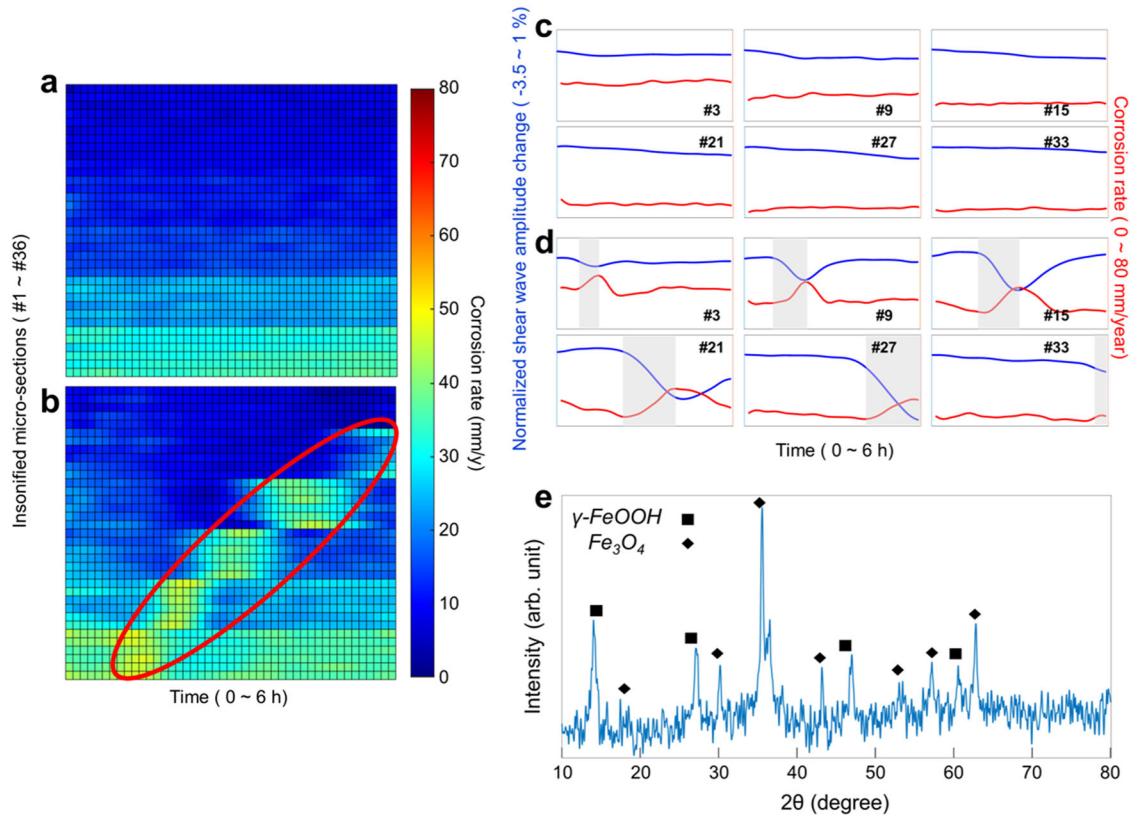 a
b
Insonified micro-sections ( #1 ~ #36)
Time ( 0 ~ 6 h)
80
70
60
50
40
30
20
10
0
Corrosion rate (mm/y)
c
#3
#9
#15
#21
#27
#33
d
#3
#9
#15
#21
#27
#33
Normalized shear wave amplitude change ( -3.5 ~ 1 %)
Corrosion rate ( 0 ~ 80 mm/year)
Time ( 0 ~ 6 h)
e
γ-FeOOH ■
Fe₃O₄ ◆
Intensity (arb. unit)
10 20 30 40 50 60 70 80
2θ (degree)